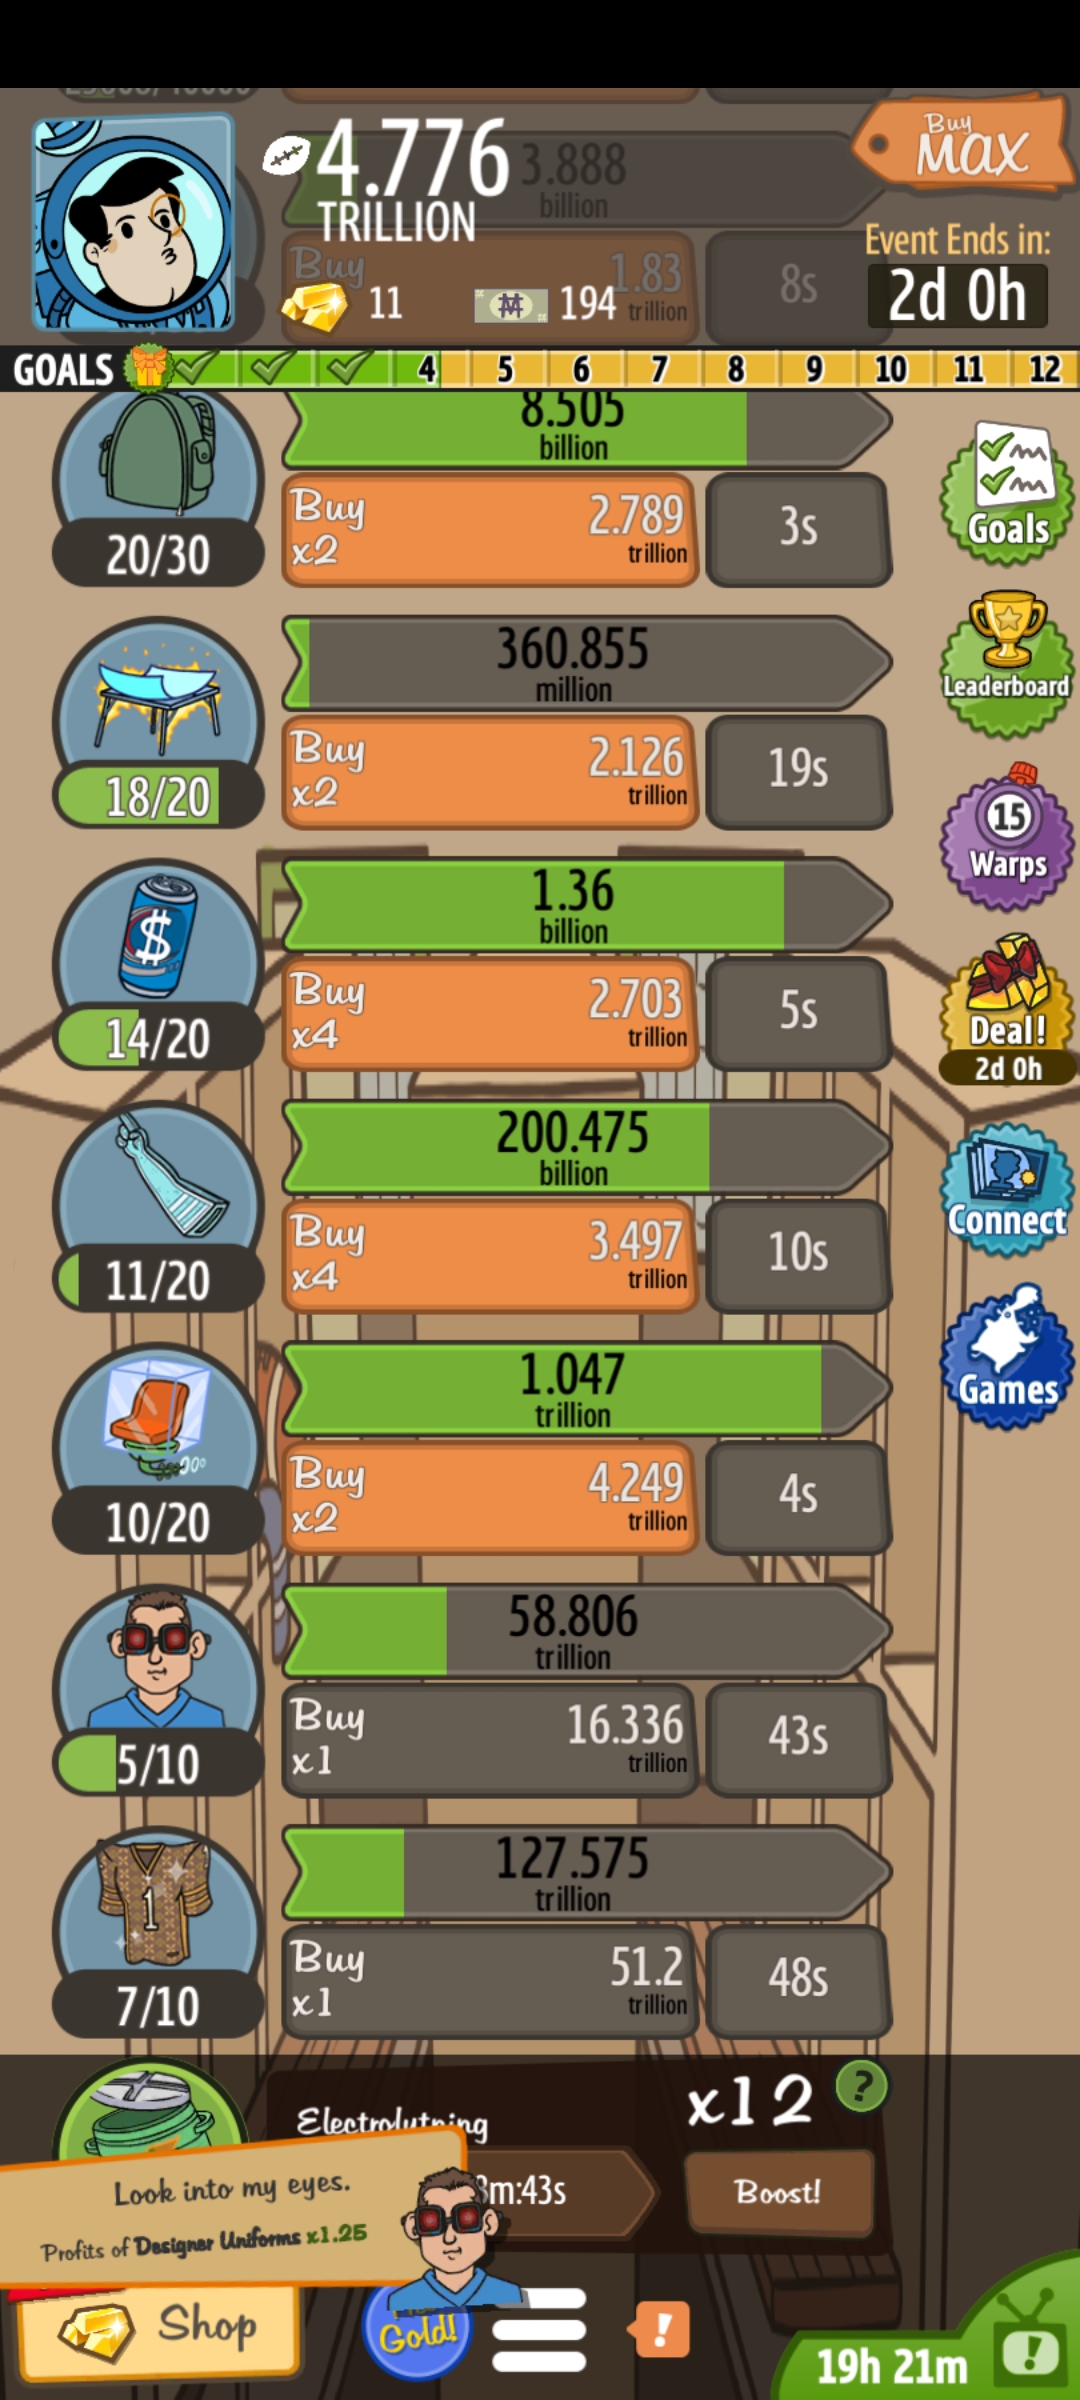 4.776
TRILLION
3.888
billion
Buy
MAX
Buy
1.83
trillion
8s
11
194
Event Ends in:
2d 0h
GOALS 4 5 6 7 8 9 10 11 12
8.505
billion
Buy
x2
2.789
trillion
3s
20/30
Goals
360.855
million
Buy
x2
2.126
trillion
19s
18/20
Leaderboard
15
Warps
$
1.36
billion
Buy
x4
2.703
trillion
5s
14/20
Deal!
2d 0h
200.475
billion
Buy
x4
3.497
trillion
10s
11/20
Connect
1.047
trillion
Buy
x2
4.249
trillion
4s
10/20
Games
58.806
trillion
Buy
x1
16.336
trillion
43s
5/10
1
127.575
trillion
Buy
x1
51.2
trillion
48s
7/10
x12
?
m:43s
Boost!
Look into my eyes.
Profits of Designer Uniforms x1.25
Shop
Gold!
!
19h 21m
!